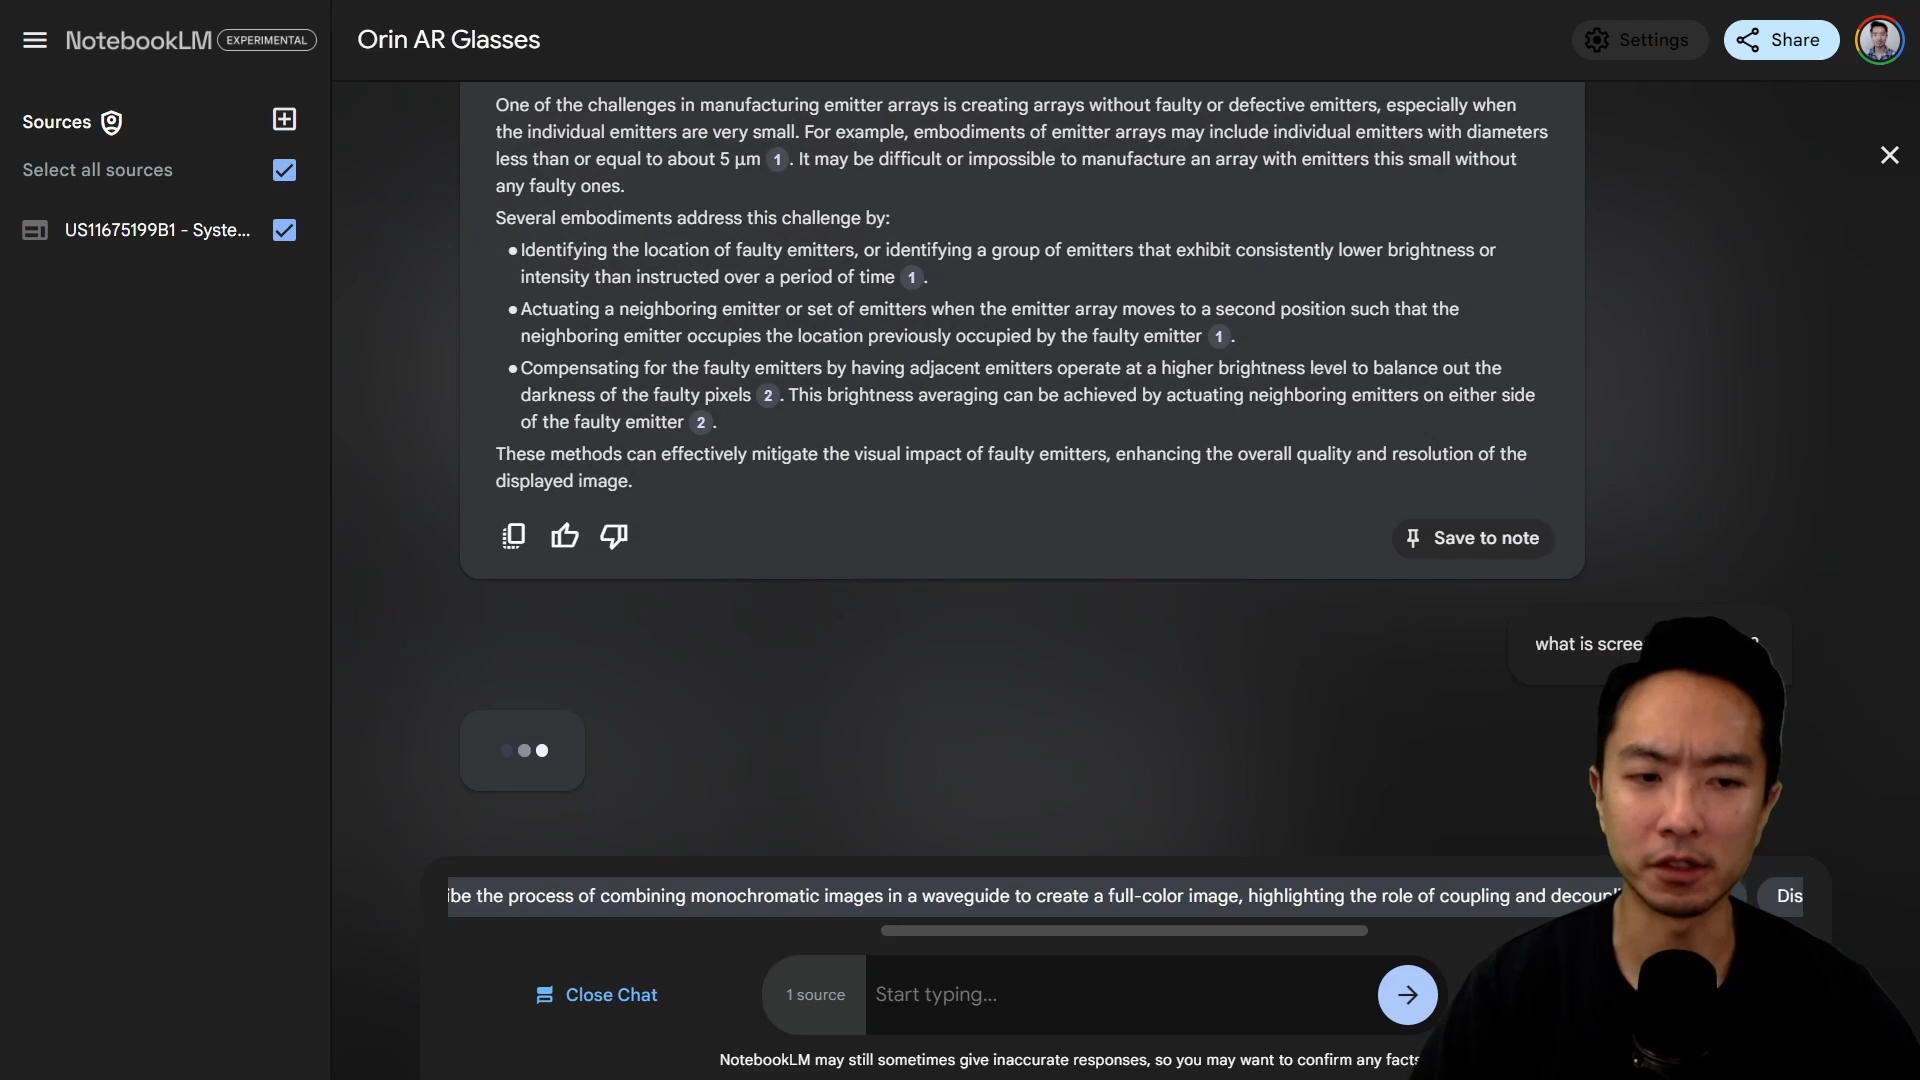 NotebookLM EXPERIMENTAL
Orin AR Glasses
Settings
Share
Sources
Select all sources
US11675199B1 - Syste...
One of the challenges in manufacturing emitter arrays is creating arrays without faulty or defective emitters, especially when
the individual emitters are very small. For example, embodiments of emitter arrays may include individual emitters with diameters
less than or equal to about 5 μm 1. It may be difficult or impossible to manufacture an array with emitters this small without
any faulty ones.
Several embodiments address this challenge by:
● Identifying the location of faulty emitters, or identifying a group of emitters that exhibit consistently lower brightness or
intensity than instructed over a period of time 1.
● Actuating a neighboring emitter or set of emitters when the emitter array moves to a second position such that the
neighboring emitter occupies the location previously occupied by the faulty emitter 1.
● Compensating for the faulty emitters by having adjacent emitters operate at a higher brightness level to balance out the
darkness of the faulty pixels 2. This brightness averaging can be achieved by actuating neighboring emitters on either side
of the faulty emitter 2.
These methods can effectively mitigate the visual impact of faulty emitters, enhancing the overall quality and resolution of the
displayed image.
Save to note
what is
the process of combining monochromatic images in a waveguide to create a full-color image, highlighting the role of coupling and
Close Chat
1 source
Start typing...
NotebookLM may still sometimes give inaccurate responses, so you may want to confirm any facts